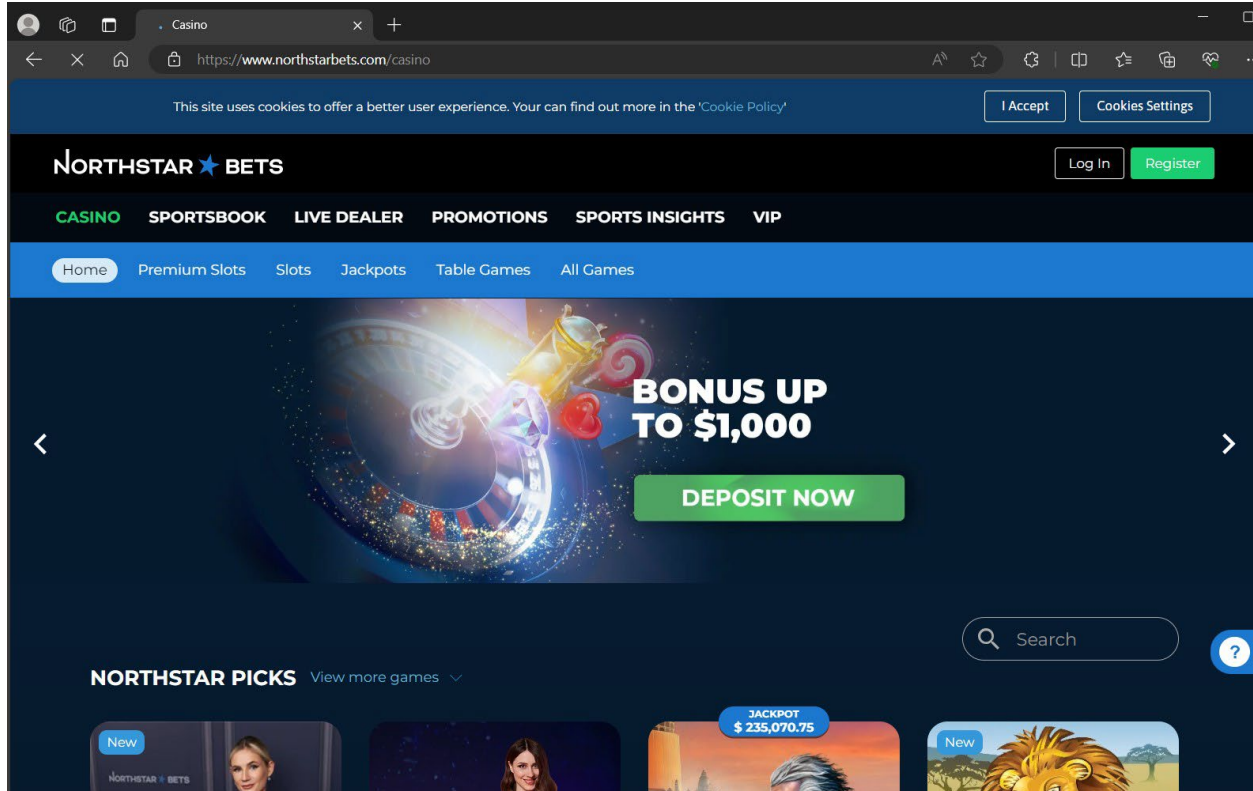 Casino
https://www.northstarbets.com/casino
This site uses cookies to offer a better user experience. Your can find out more in the 'Cookie Policy'
I Accept
Cookies Settings
NORTHSTAR BETS
Log In
Register
CASINO SPORTSBOOK LIVE DEALER PROMOTIONS SPORTS INSIGHTS VIP
Home Premium Slots Slots Jackpots Table Games All Games
BONUS UP
TO $1,000
DEPOSIT NOW
Search
?
NORTHSTAR PICKS View more games
JACKPOT
$ 235,070.75
New
New
NORTHSTAR BETS